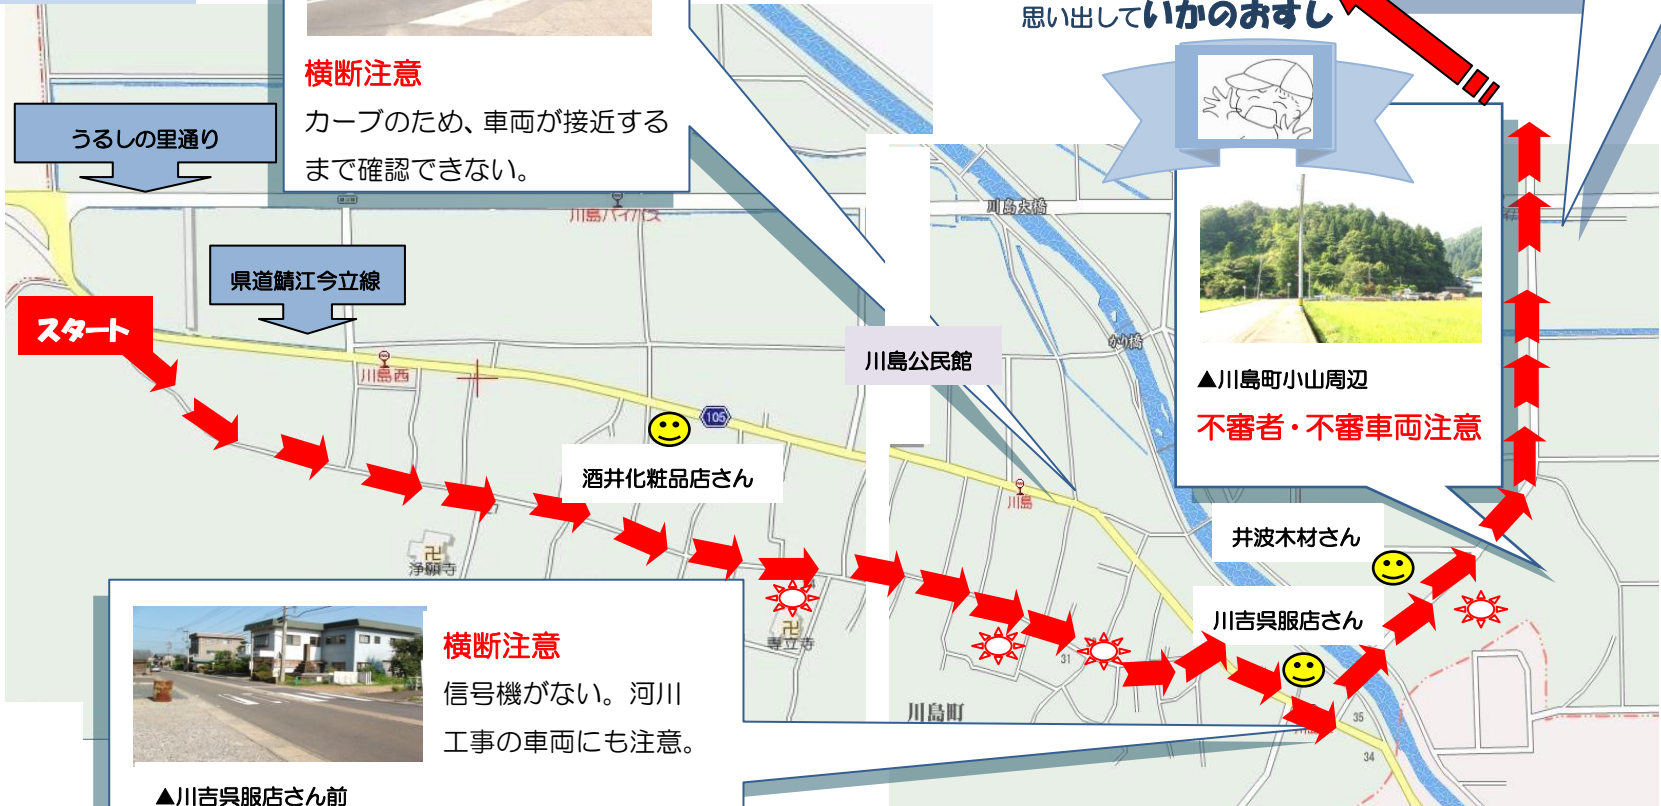 思い出していかのおすし
横断注意
カーブのため、車両が接近する
まで確認できない。
うるしの里通り
川島バイパス
川島大橋
県道鯖江今立線
スタート
かり橋
川島公民館
川島西
105
▲川島町小山周辺
不審者・不審車両注意
酒井化粧品店さん
川島
27
井波木材さん
卍
浄願寺
川吉呉服店さん
卍
専立寺
31
横断注意
信号機がない。河川
工事の車両にも注意。
川島町
35
34
▲川吉呉服店さん前